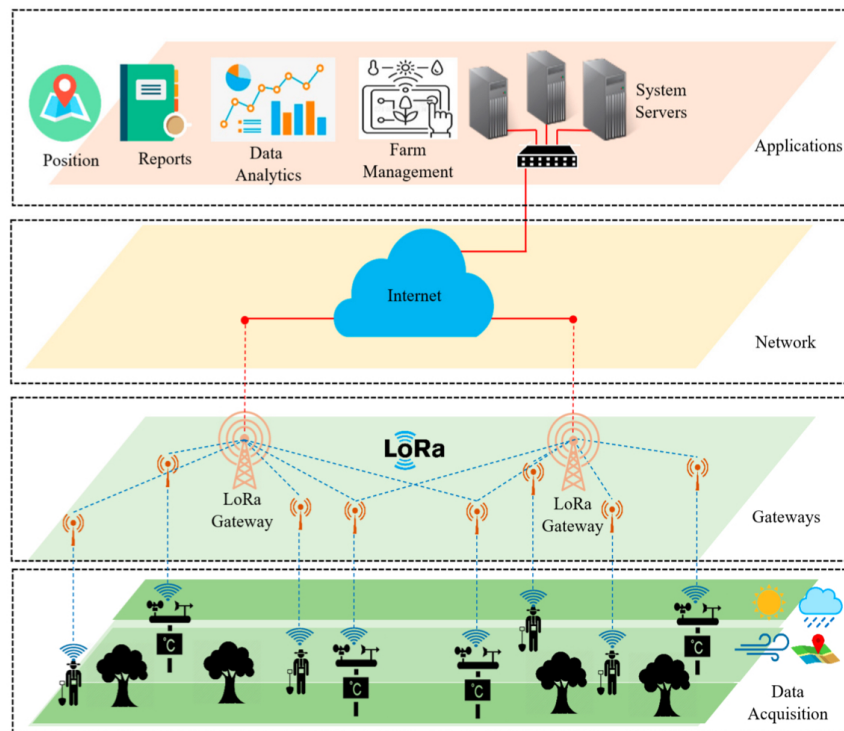 Position
Reports
Data
Analytics
Farm
Management
System
Servers
Applications
Internet
Network
LoRa
LoRa
Gateway
LoRa
Gateway
Gateways
°C
°C
°C
°C
Data
Acquisition